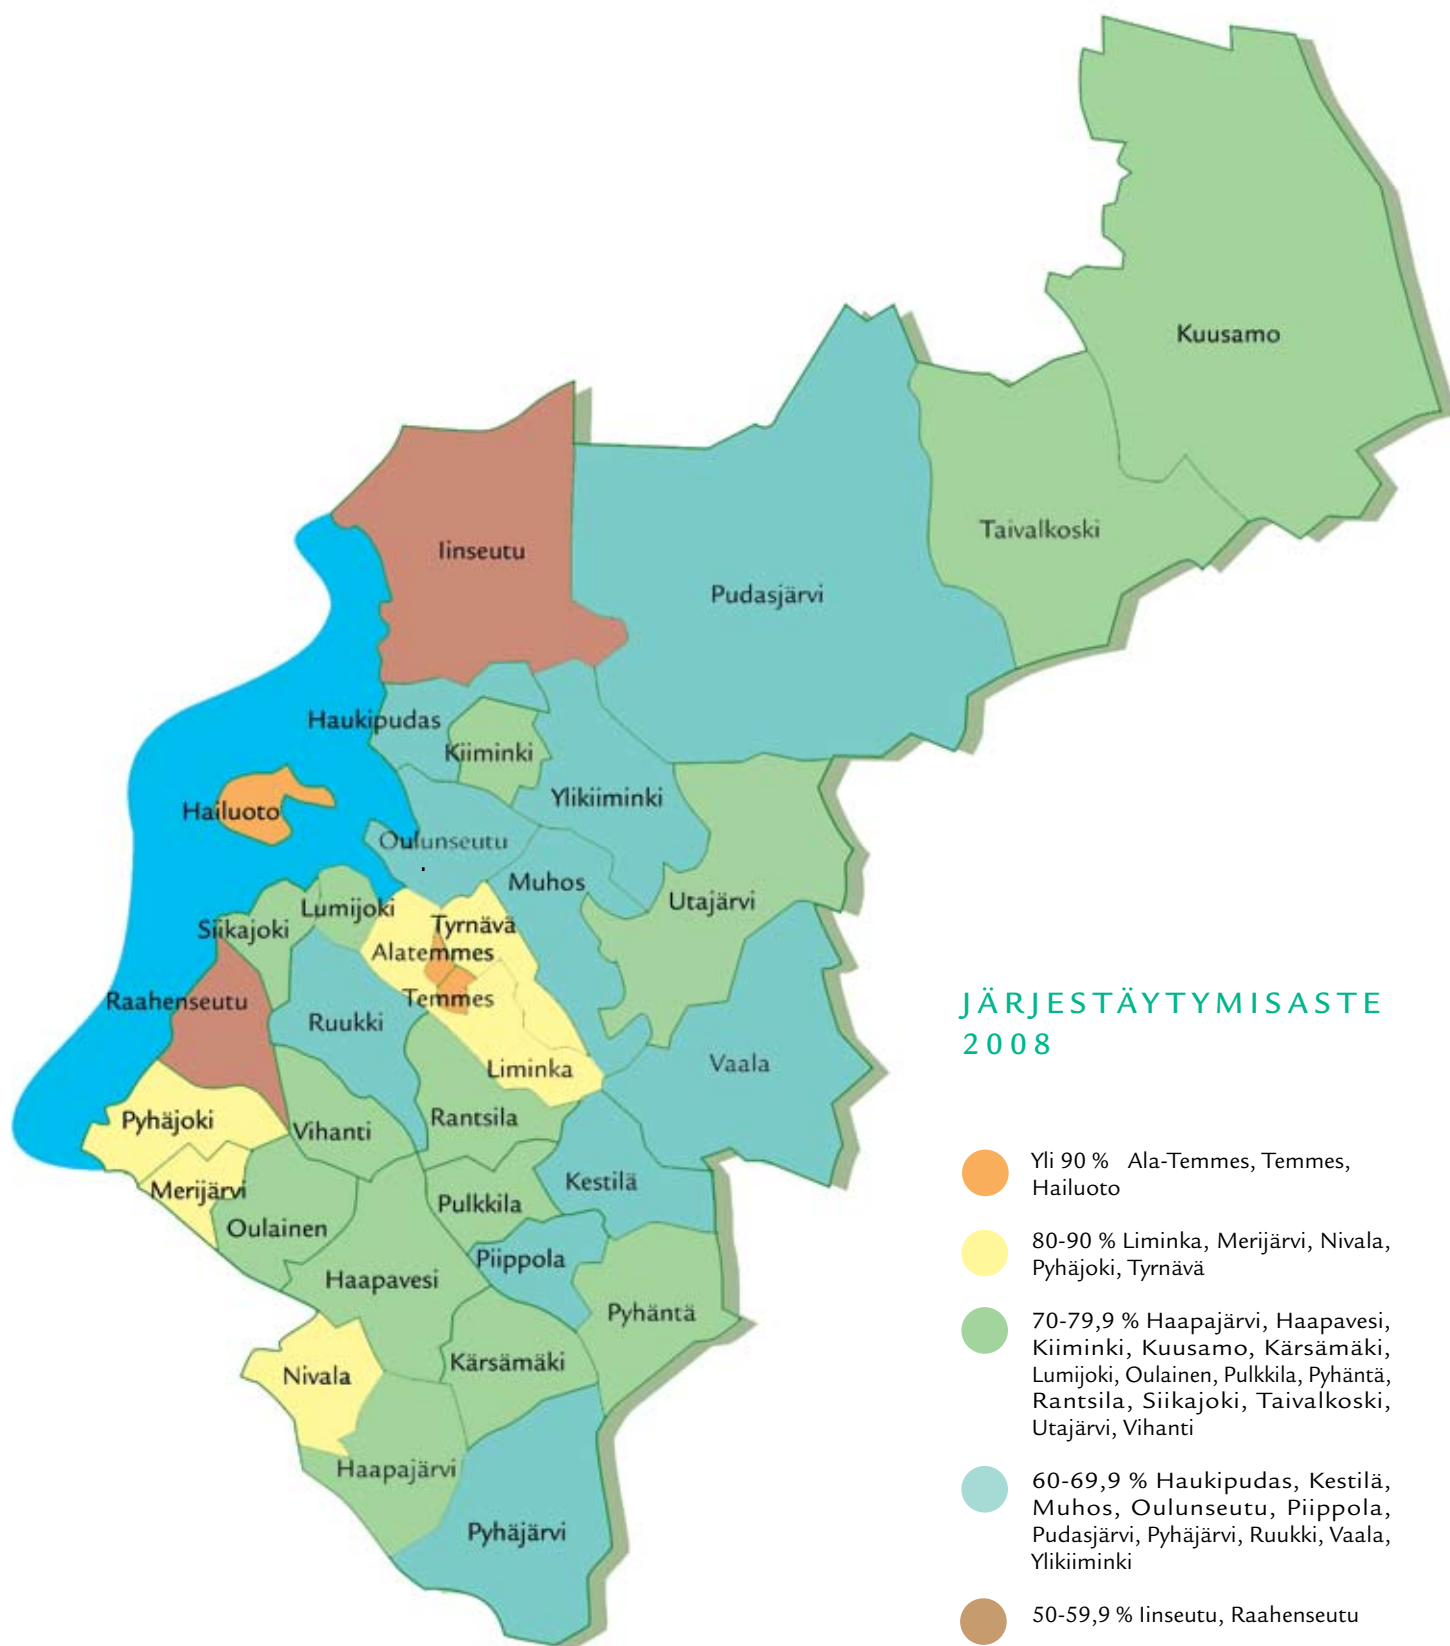 Kuusamo
Taivalkoski
Iinseutu
Pudasjärvi
Haukipudas
Kiiminki
Ylikiiminki
Hailuoto
Oulunseutu
Muhos
Utajärvi
Lumijoki
Siikajoki
Tyrnävä
Alatemmes
Raahenseutu
Temmes
Ruukki
Liminka
Vaala
Pyhäjoki
Vihanti
Rantsila
Merijärvi
Kestilä
Pulkkila
Oulainen
Piippola
Haapavesi
Pyhäntä
Kärsämäki
Nivala
Haapajärvi
Pyhäjärvi
JÄRJESTÄYTYMISASTE
2008
Yli 90 % Ala-Temmes, Temmes,
Hailuoto
80-90 % Liminka, Merijärvi, Nivala,
Pyhäjoki, Tyrnävä
70-79,9 % Haapajärvi, Haapavesi,
Kiiminki, Kuusamo, Kärsämäki,
Lumijoki, Oulainen, Pulkkila, Pyhäntä,
Rantsila, Siikajoki, Taivalkoski,
Utajärvi, Vihanti
60-69,9 % Haukipudas, Kestilä,
Muhos, Oulunseutu, Piippola,
Pudasjärvi, Pyhäjärvi, Ruukki, Vaala,
Ylikiiminki
50-59,9 % Iinseutu, Raahenseutu